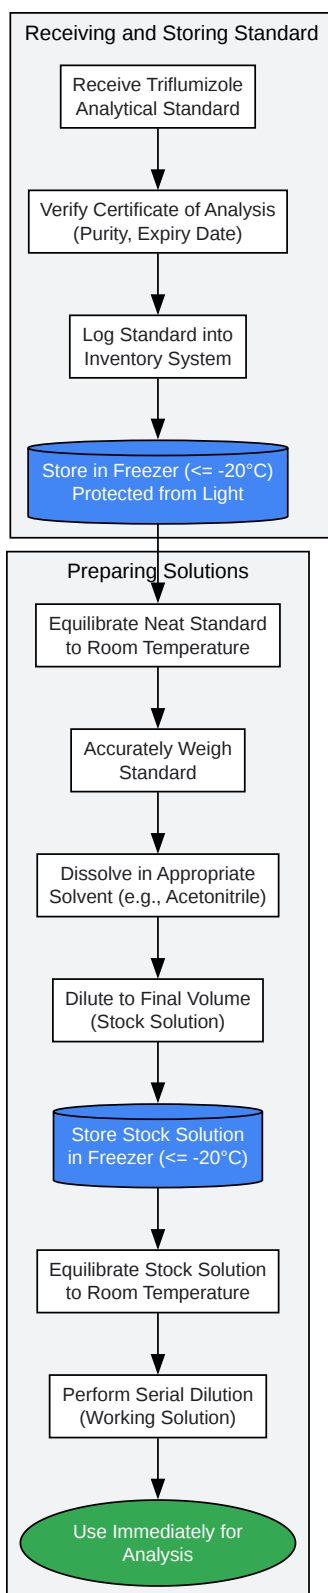 Receiving and Storing Standard
Receive Triflumizole
Analytical Standard
Verify Certificate of Analysis
(Purity, Expiry Date)
Log Standard into
Inventory System
Store in Freezer (<= -20°C)
Protected from Light
Preparing Solutions
Equilibrate Neat Standard
to Room Temperature
Accurately Weigh
Standard
Dissolve in Appropriate
Solvent (e.g., Acetonitrile)
Dilute to Final Volume
(Stock Solution)
Store Stock Solution
in Freezer (<= -20°C)
Equilibrate Stock Solution
to Room Temperature
Perform Serial Dilution
(Working Solution)
Use Immediately for
Analysis